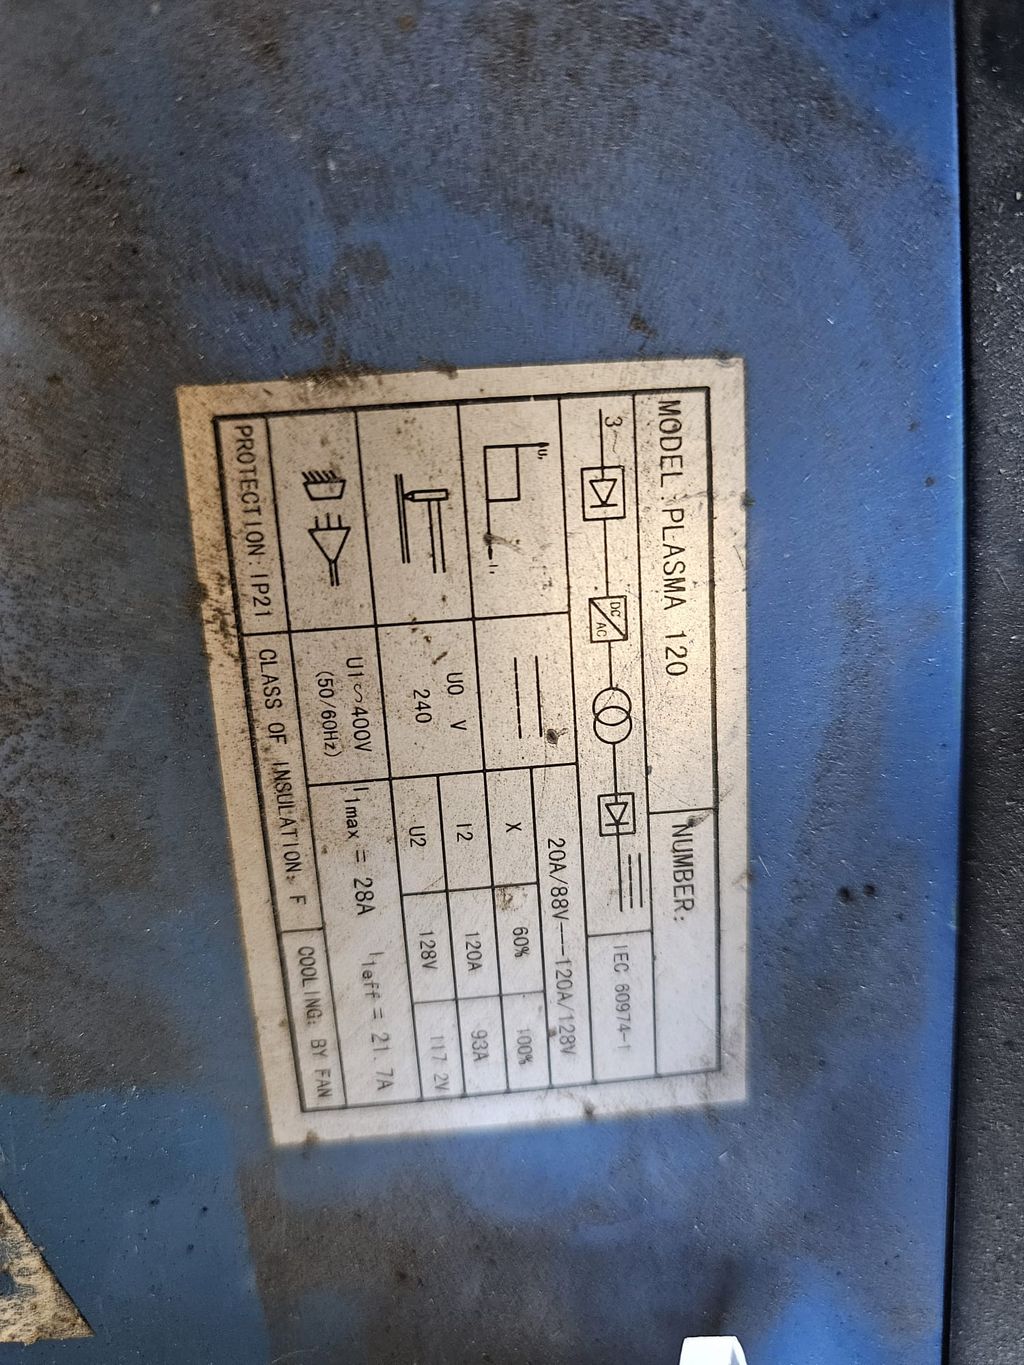 MODEL: PLASMA 120 NUMBER:
3~ DC/AC IEC 60974-1
20A/88V---120A/128V
X 60% 100%
U0 V
240
I2 120A 93A
U2 128V 117.2V
U1~400V
(50/60Hz)
I1max = 28A I1eff = 21.7A
PROTECTION: IP21 CLASS OF INSULATION: F COOLING: BY FAN